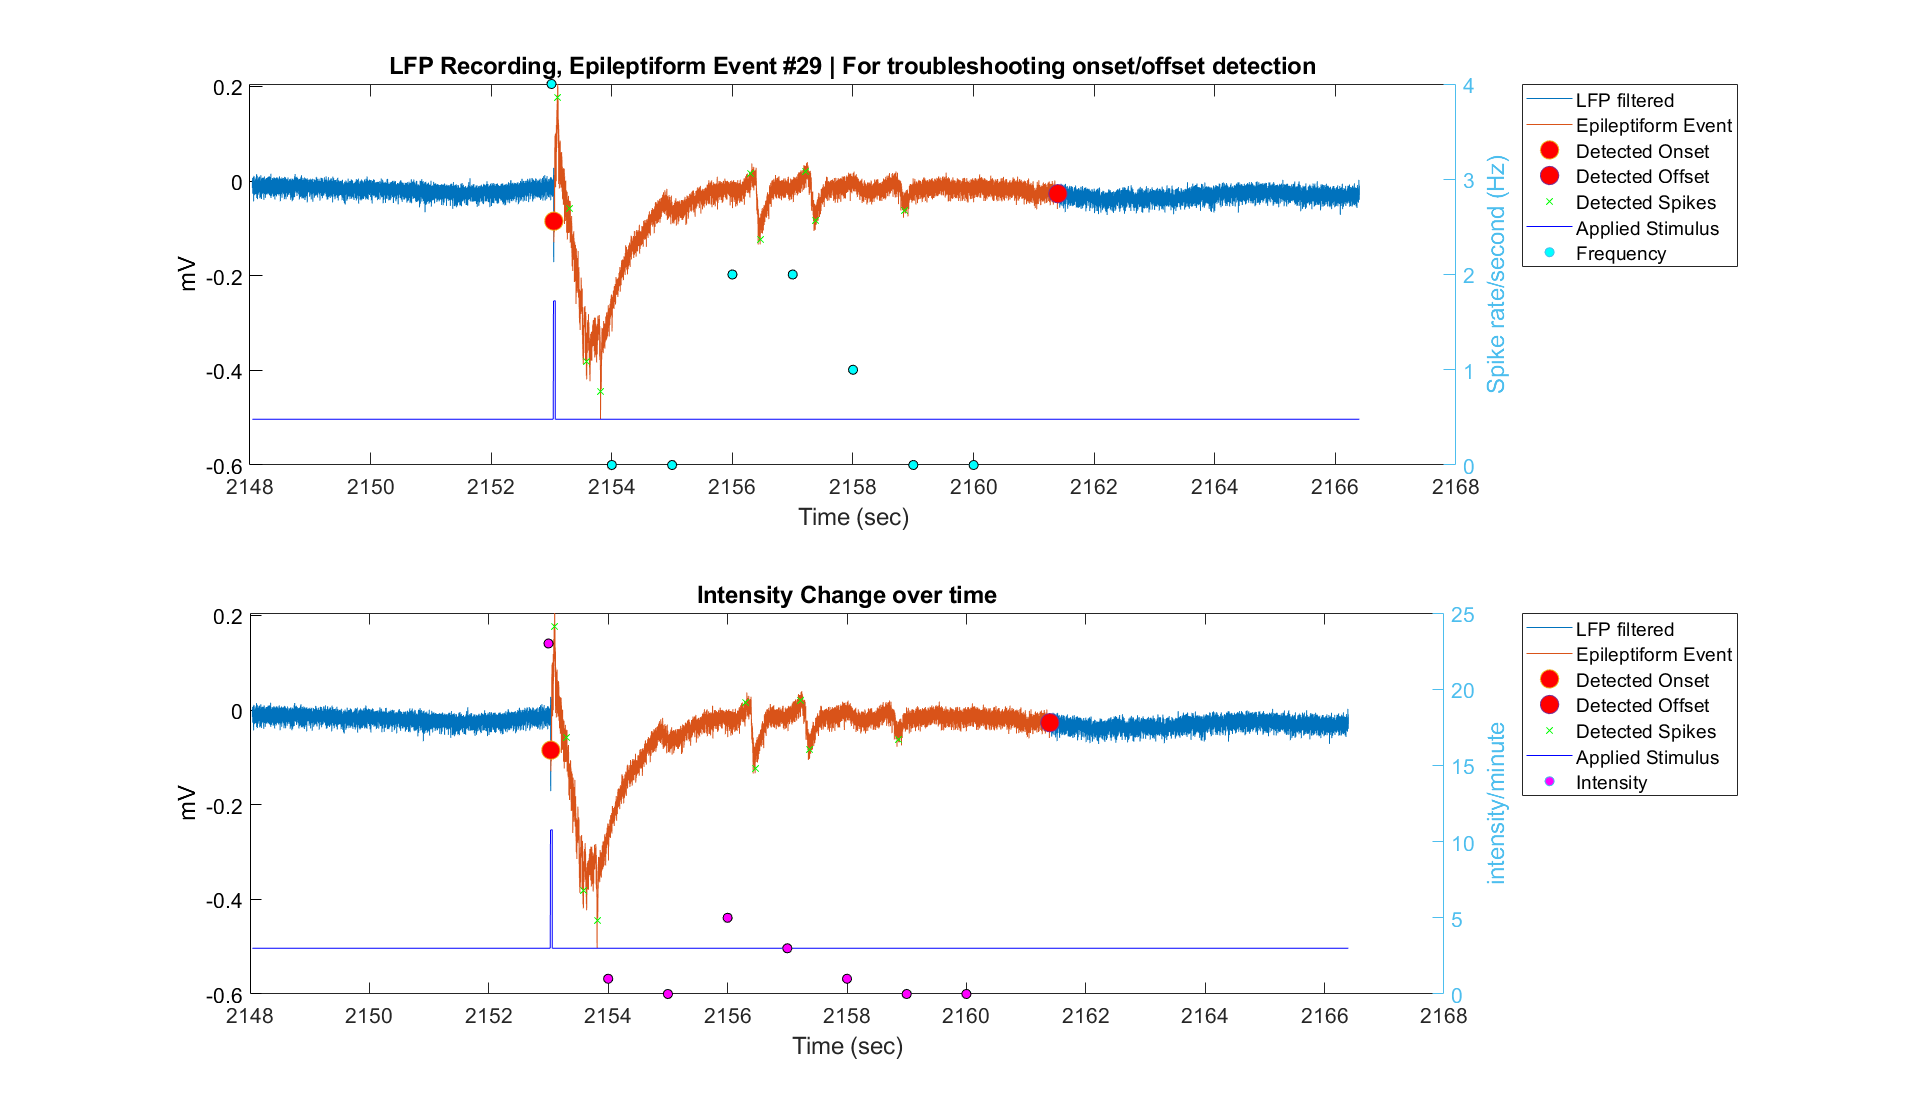 LFP Recording, Epileptiform Event #29 | For troubleshooting onset/offset detection
0.2
0
-0.2
-0.4
-0.6
mV
2148 2150 2152 2154 2156 2158 2160 2162 2164 2166 2168
Time (sec)
4
3
2
1
0
Spike rate/second (Hz)
LFP filtered
Epileptiform Event
Detected Onset
Detected Offset
Detected Spikes
Applied Stimulus
Frequency
Intensity Change over time
0.2
0
-0.2
-0.4
-0.6
mV
2148 2150 2152 2154 2156 2158 2160 2162 2164 2166 2168
Time (sec)
25
20
15
10
5
0
intensity/minute
LFP filtered
Epileptiform Event
Detected Onset
Detected Offset
Detected Spikes
Applied Stimulus
Intensity